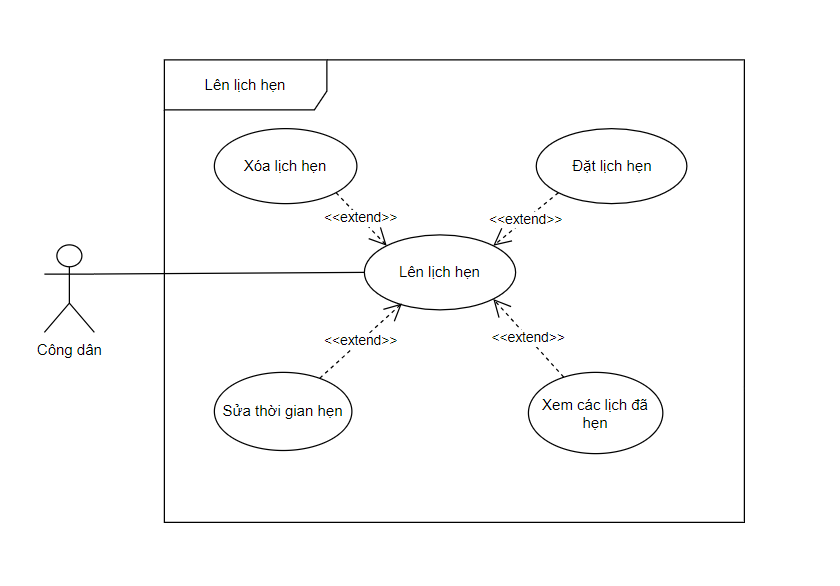 Lên lịch hẹn
Xóa lịch hẹn
Đặt lịch hẹn
<<extend>>
<<extend>>
Lên lịch hẹn
Công dân
<<extend>>
<<extend>>
Sửa thời gian hẹn
Xem các lịch đã
hẹn